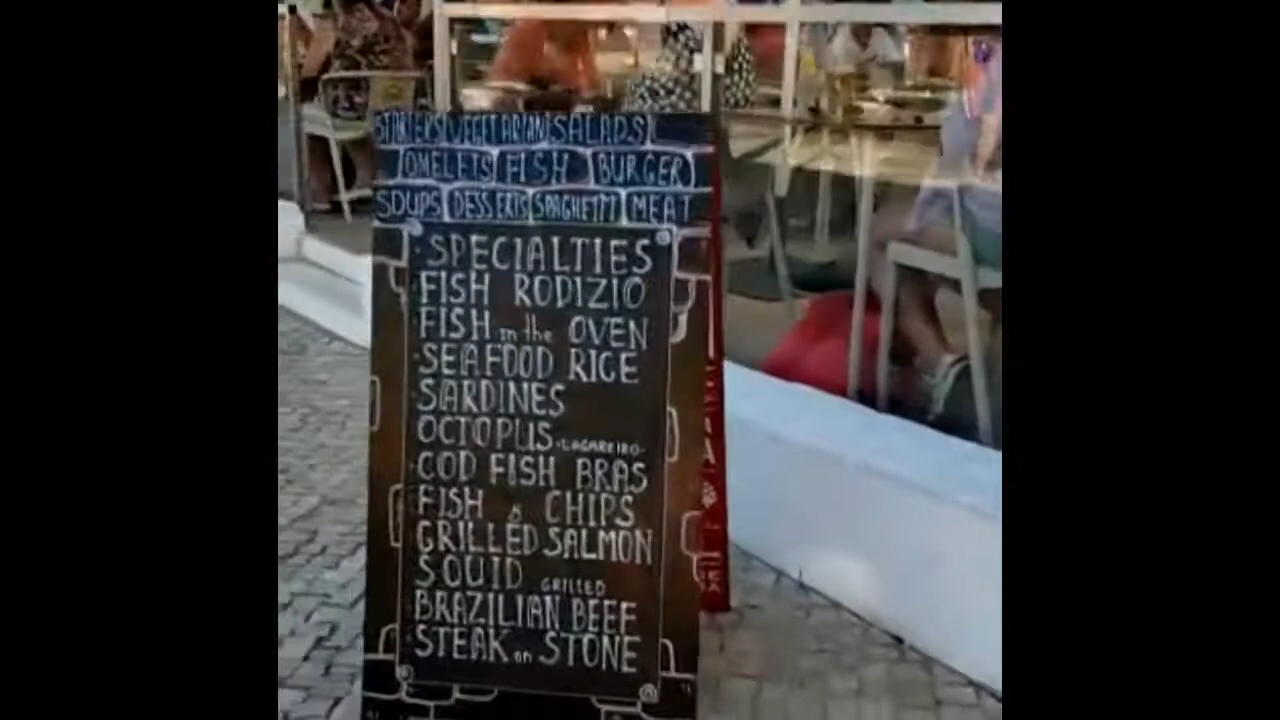 STARTERS VEGETARIAN SALADS
OMELETS FISH BURGER
SOUPS DESSERTS SPAGHETTI MEAT
· SPECIALTIES
FISH RODIZIO
FISH in the OVEN
· SEAFOOD RICE
· SARDINES
OCTOPUS -LAGAREIRO-
· COD FISH BRAS
FISH & CHIPS
GRILLED SALMON
SQUID GRILLED
BRAZILIAN BEEF
STEAK on STONE